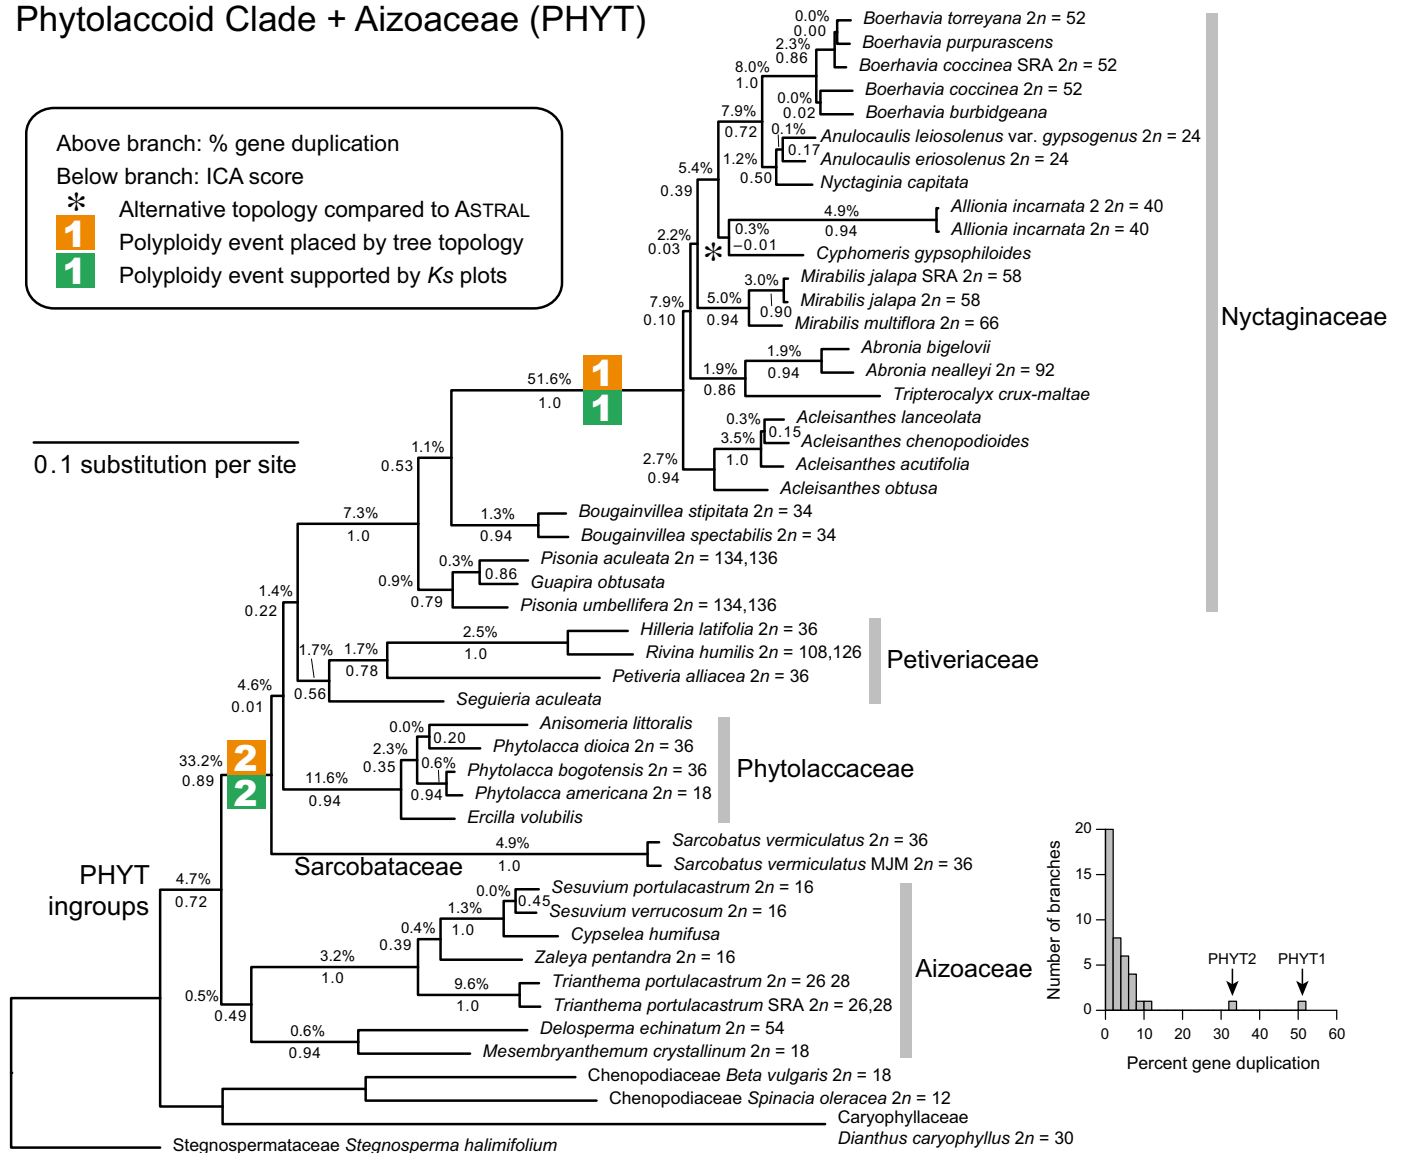 Phytolaccoid Clade + Aizoaceae (PHYT)
Above branch: % gene duplication
Below branch: ICA score
* Alternative topology compared to ASTRAL
1 Polyploidy event placed by tree topology
1 Polyploidy event supported by Ks plots
0.1 substitution per site
0.0%
0.00
Boerhavia torreyana 2n = 52
2.3%
0.86
Boerhavia purpurascens
Boerhavia coccinea SRA 2n = 52
8.0%
1.0
Boerhavia coccinea 2n = 52
0.0%
0.02
Boerhavia burbidgeana
7.9%
0.72
0.1%
0.17
Anulocaulis leiosolenus var. gypsogenus 2n = 24
Anulocaulis eriosolenus 2n = 24
1.2%
0.50
Nyctaginia capitata
5.4%
0.39
4.9%
0.94
Allionia incarnata 2 2n = 40
Allionia incarnata 2n = 40
0.3%
−0.01
*
Cyphomeris gypsophiloides
2.2%
0.03
3.0%
0.90
Mirabilis jalapa SRA 2n = 58
Mirabilis jalapa 2n = 58
5.0%
0.94
Mirabilis multiflora 2n = 66
7.9%
0.10
1.9%
0.94
Abronia bigelovii
Abronia nealleyi 2n = 92
1.9%
0.86
Tripterocalyx crux-maltae
51.6%
1.0
1
1
0.3%
0.15
Acleisanthes lanceolata
Acleisanthes chenopodioides
3.5%
1.0
Acleisanthes acutifolia
2.7%
0.94
Acleisanthes obtusa
Nyctaginaceae
1.1%
0.53
1.3%
0.94
Bougainvillea stipitata 2n = 34
Bougainvillea spectabilis 2n = 34
7.3%
1.0
0.3%
0.86
Pisonia aculeata 2n = 134,136
Guapira obtusata
0.9%
0.79
Pisonia umbellifera 2n = 134,136
1.4%
0.22
2.5%
1.0
Hilleria latifolia 2n = 36
Rivina humilis 2n = 108,126
1.7%
0.56
1.7%
0.78
Petiveria alliacea 2n = 36
Seguieria aculeata
Petiveriaceae
4.6%
0.01
0.0%
0.20
Anisomeria littoralis
Phytolacca dioica 2n = 36
2.3%
0.35
0.6%
0.94
Phytolacca bogotensis 2n = 36
Phytolacca americana 2n = 18
11.6%
0.94
Ercilla volubilis
Phytolaccaceae
33.2%
0.89
2
2
4.9%
1.0
Sarcobatus vermiculatus 2n = 36
Sarcobatus vermiculatus MJM 2n = 36
Sarcobataceae
PHYT
ingroups
4.7%
0.72
0.0%
0.45
Sesuvium portulacastrum 2n = 16
Sesuvium verrucosum 2n = 16
1.3%
1.0
Cypselea humifusa
0.4%
0.39
Zaleya pentandra 2n = 16
3.2%
1.0
9.6%
1.0
Trianthema portulacastrum 2n = 26 28
Trianthema portulacastrum SRA 2n = 26,28
0.5%
0.49
0.6%
0.94
Delosperma echinatum 2n = 54
Mesembryanthemum crystallinum 2n = 18
Aizoaceae
Chenopodiaceae Beta vulgaris 2n = 18
Chenopodiaceae Spinacia oleracea 2n = 12
Caryophyllaceae
Dianthus caryophyllus 2n = 30
Stegnospermataceae Stegnosperma halimifolium
Number of branches
20
15
10
5
0
PHYT2
PHYT1
0 10 20 30 40 50 60
Percent gene duplication